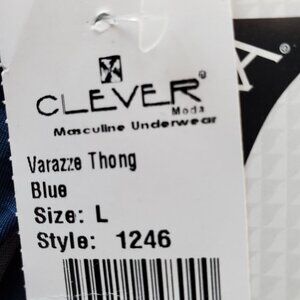 CLEVER®
Moda
Masculine Underwear
Varazze Thong
Blue
Size: L
Style: 1246